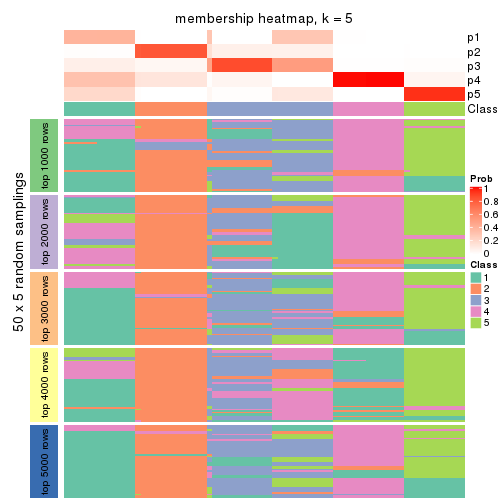 membership heatmap, k = 5
p1
p2
p3
p4
p5
Class
50 x 5 random samplings
top 1000 rows
top 2000 rows
top 3000 rows
top 4000 rows
top 5000 rows
Prob
1
0.8
0.6
0.4
0.2
0
Class
1
2
3
4
5